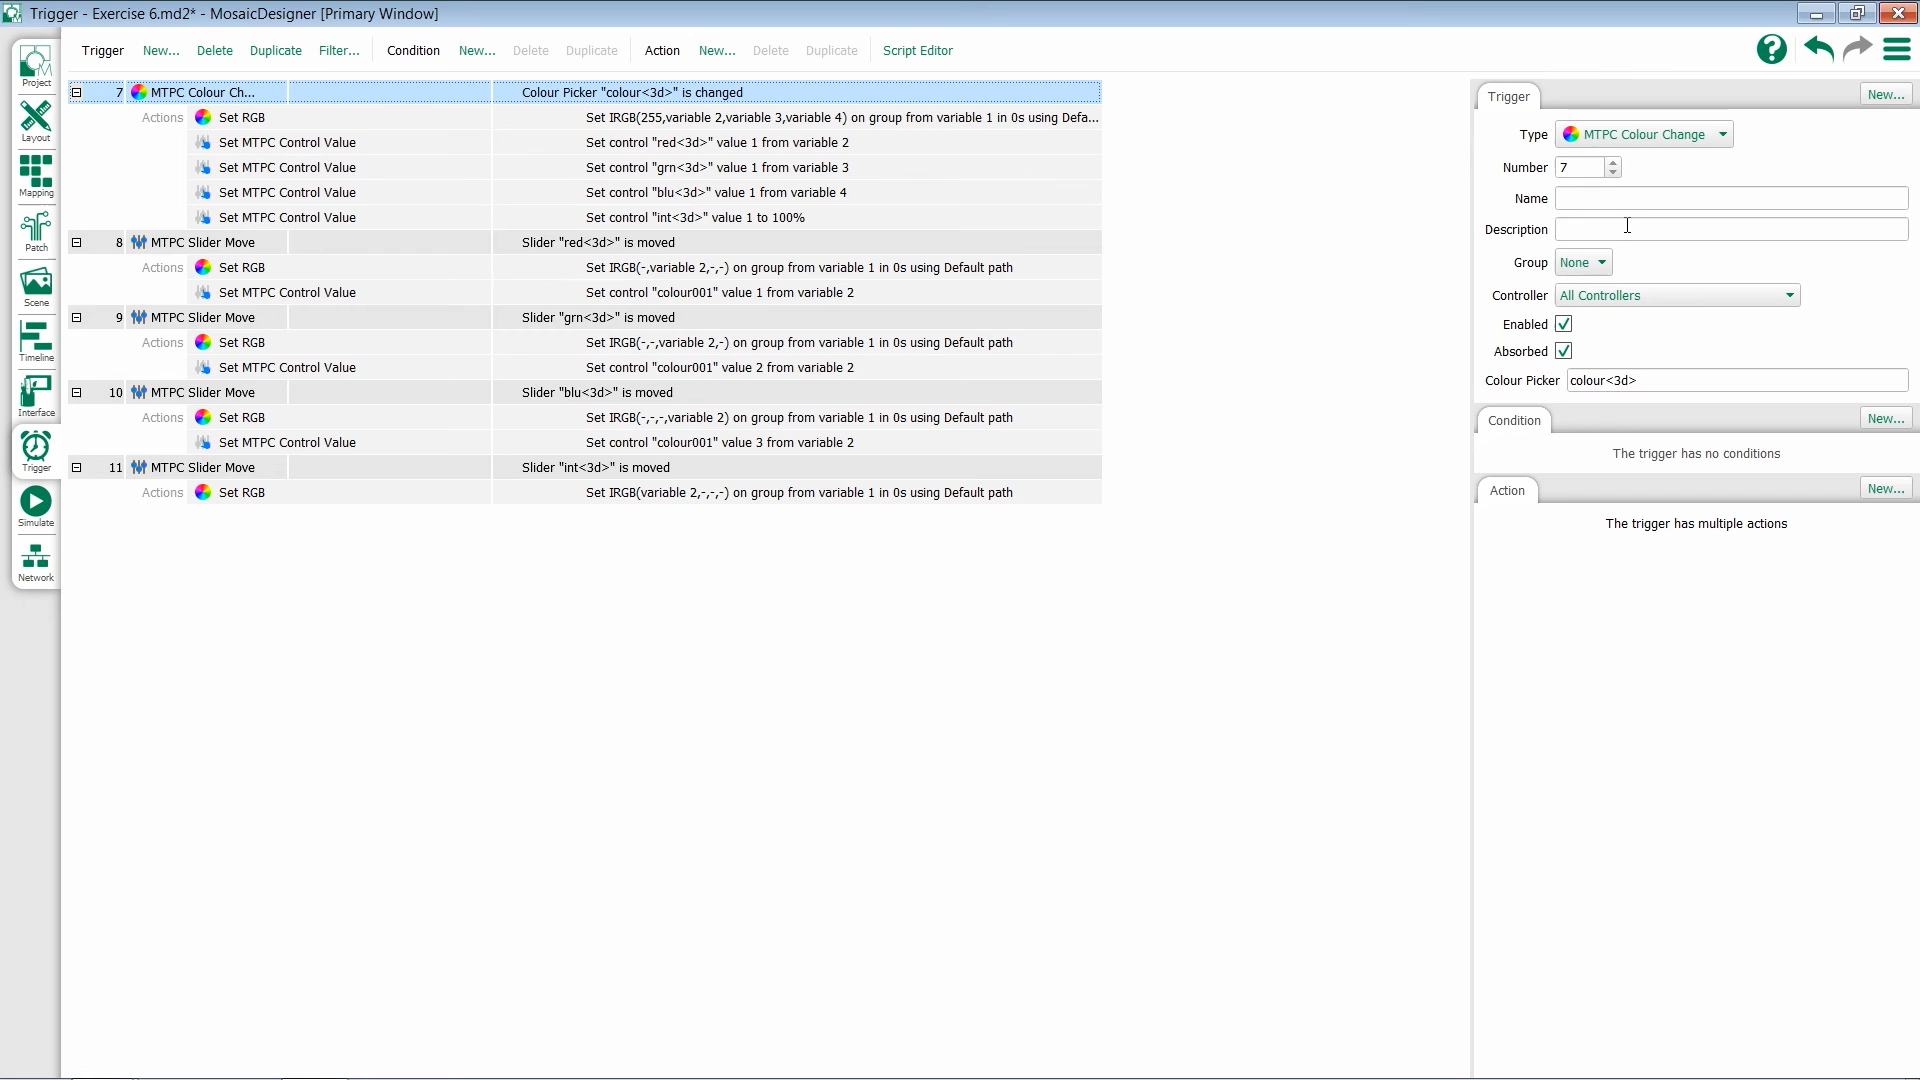 Trigger - Exercise 6.md2* - MosaicDesigner [Primary Window]
Trigger New... Delete Duplicate Filter... Condition New... Delete Duplicate Action New... Delete Duplicate Script Editor
Project
Layout
Mapping
Patch
Scene
Timeline
Interface
Trigger
Simulate
Network
7 MTPC Colour Ch... Colour Picker "colour<3d>" is changed
Actions Set RGB Set IRGB(255,variable 2,variable 3,variable 4) on group from variable 1 in 0s using Defa...
Set MTPC Control Value Set control "red<3d>" value 1 from variable 2
Set MTPC Control Value Set control "grn<3d>" value 1 from variable 3
Set MTPC Control Value Set control "blu<3d>" value 1 from variable 4
Set MTPC Control Value Set control "int<3d>" value 1 to 100%
8 MTPC Slider Move Slider "red<3d>" is moved
Actions Set RGB Set IRGB(-,variable 2,-,-) on group from variable 1 in 0s using Default path
Set MTPC Control Value Set control "colour001" value 1 from variable 2
9 MTPC Slider Move Slider "grn<3d>" is moved
Actions Set RGB Set IRGB(-,-,variable 2,-) on group from variable 1 in 0s using Default path
Set MTPC Control Value Set control "colour001" value 2 from variable 2
10 MTPC Slider Move Slider "blu<3d>" is moved
Actions Set RGB Set IRGB(-,-,-,variable 2) on group from variable 1 in 0s using Default path
Set MTPC Control Value Set control "colour001" value 3 from variable 2
11 MTPC Slider Move Slider "int<3d>" is moved
Actions Set RGB Set IRGB(variable 2,-,-,-) on group from variable 1 in 0s using Default path
Trigger New...
Type MTPC Colour Change
Number 7
Name
Description
Group None
Controller All Controllers
Enabled
Absorbed
Colour Picker colour<3d>
Condition New...
The trigger has no conditions
Action New...
The trigger has multiple actions